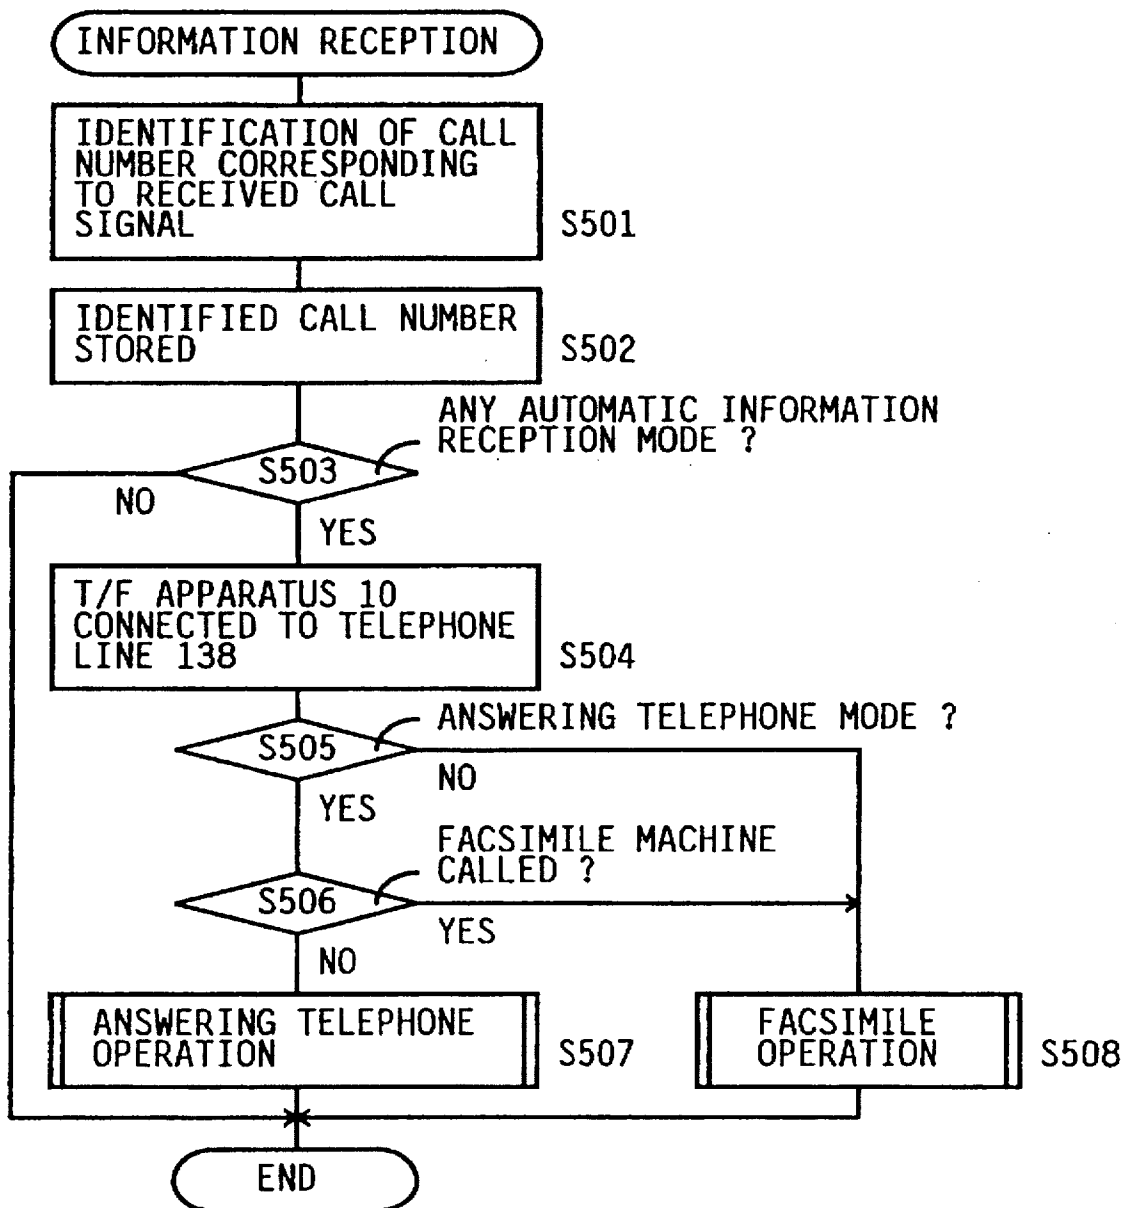 INFORMATION RECEPTION
IDENTIFICATION OF CALL
NUMBER CORRESPONDING
TO RECEIVED CALL
SIGNAL
S501
IDENTIFIED CALL NUMBER
STORED
S502
ANY AUTOMATIC INFORMATION
RECEPTION MODE ?
S503
NO
YES
T/F APPARATUS 10
CONNECTED TO TELEPHONE
LINE 138
S504
ANSWERING TELEPHONE MODE ?
S505
NO
YES
FACSIMILE MACHINE
CALLED ?
S506
YES
NO
ANSWERING TELEPHONE
OPERATION
S507
FACSIMILE
OPERATION
S508
END